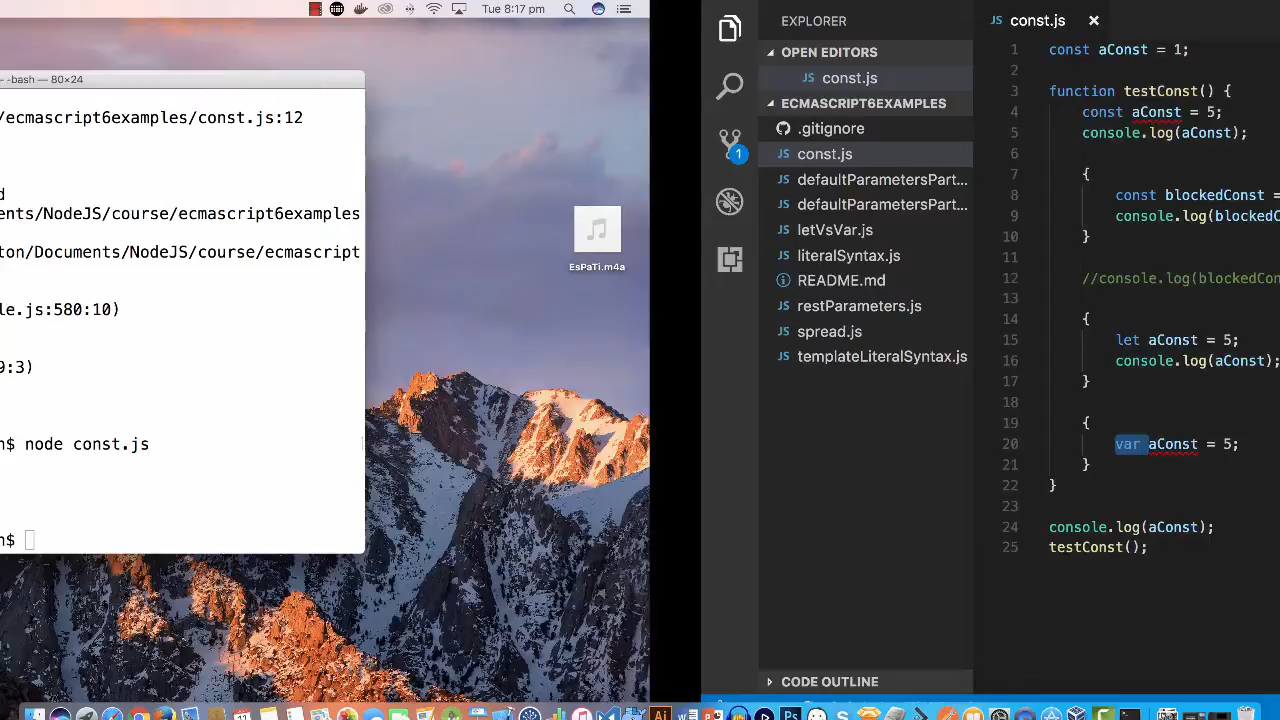 Tue 8:17 pm
- -bash — 80×24
/ecmascript6examples/const.js:12
d
ents/NodeJS/course/ecmascript6examples
ton/Documents/NodeJS/course/ecmascript
le.js:580:10)
9:3)
n$ node const.js
n$
EsPaTi.m4a
EXPLORER
OPEN EDITORS
JS const.js
ECMASCRIPT6EXAMPLES
.gitignore
JS const.js
JS defaultParametersPart...
JS defaultParametersPart...
JS letVsVar.js
JS literalSyntax.js
README.md
JS restParameters.js
JS spread.js
JS templateLiteralSyntax.js
CODE OUTLINE
1
JS const.js ×
1 const aConst = 1;
2
3 function testConst() {
4 const aConst = 5;
5 console.log(aConst);
6
7 {
8 const blockedConst =
9 console.log(blockedC
10 }
11
12 //console.log(blockedCon
13
14 {
15 let aConst = 5;
16 console.log(aConst);
17 }
18
19 {
20 var aConst = 5;
21 }
22 }
23
24 console.log(aConst);
25 testConst();